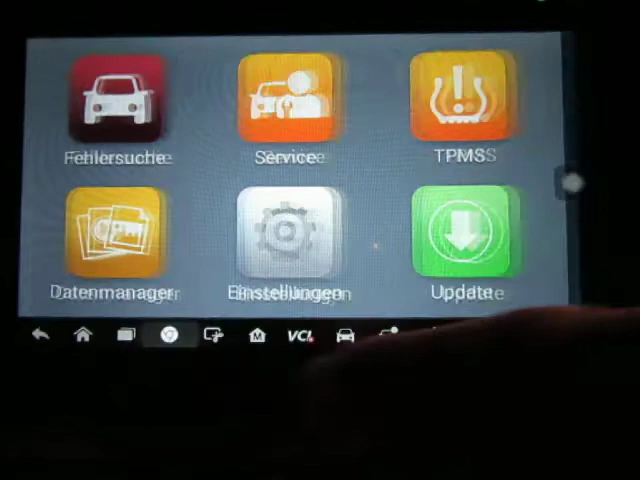 Fehlersuche Service TPMS
Datenmanager Einstellungen Update
VCI